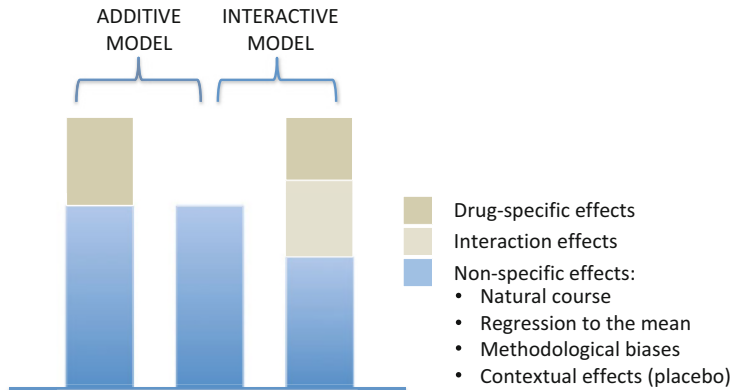 ADDITIVE
MODEL
INTERACTIVE
MODEL
Drug-specific effects
Interaction effects
Non-specific effects:
• Natural course
• Regression to the mean
• Methodological biases
• Contextual effects (placebo)